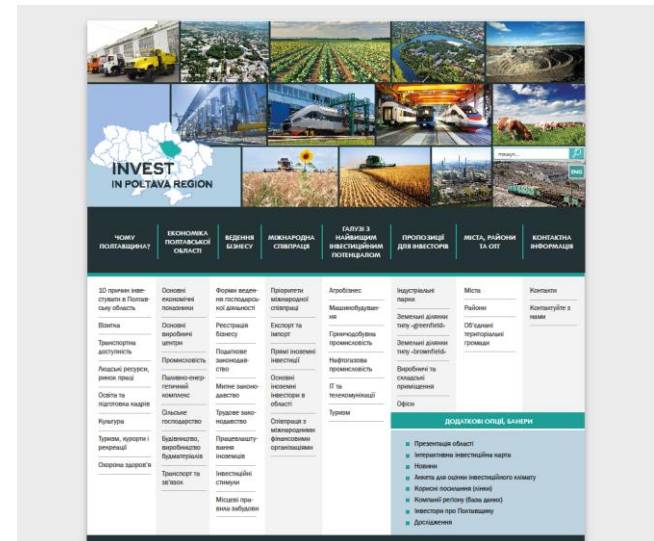 пошук...
ENG
INVEST
IN POLTAVA REGION
ЧОМУ
ПОЛТАВЩИНА?
ЕКОНОМІКА
ПОЛТАВСЬКОЇ
ОБЛАСТІ
ВЕДЕННЯ
БІЗНЕСУ
МІЖНАРОДНА
СПІВПРАЦЯ
ГАЛУЗІ З
НАЙВИЩИМ
ІНВЕСТИЦІЙНИМ
ПОТЕНЦІАЛОМ
ПРОПОЗИЦІЇ
ДЛЯ ІНВЕСТОРІВ
МІСТА, РАЙОНИ
ТА ОТГ
КОНТАКТНА
ІНФОРМАЦІЯ
10 причин інве-
стувати в Полтав-
ську область
Візитка
Транспортна
доступність
Людські ресурси,
ринок праці
Освіта та
підготовка кадрів
Культура
Туризм, курорти і
рекреації
Охорона здоров'я
Основні
економічні
показники
Основні
виробничі
центри
Промисловість
Паливно-енер-
гетичний
комплекс
Сільське
господарство
Будівництво,
виробництво
будматеріалів
Транспорт та
зв'язок
Форми веден-
ня господарсь-
кої діяльності
Реєстрація
бізнесу
Податкове
законодав-
ство
Митне законо-
давство
Трудове зако-
нодавство
Працевлашту-
вання
іноземців
Інвестиційні
стимули
Місцеві пра-
вила забудови
Пріоритети
міжнародної
співпраці
Експорт та
імпорт
Прямі іноземні
інвестиції
Основні
іноземні
інвестори в
області
Співпраця з
міжнародними
фінансовими
організаціями
Агробізнес
Машинобудуван-
ня
Гірничодобувна
промисловість
Нафтогазова
промисловість
ІТ та
телекомунікації
Туризм
Індустріальні
парки
Земельні ділянки
типу «greenfield»
Земельні ділянки
типу «brownfield»
Виробничі та
складські
приміщення
Офіси
Міста
Райони
Об'єднані
територіальні
громади
Контакти
Контактуйте з
нами
ДОДАТКОВІ ОПЦІЇ, БАНЕРИ
Презентація області
Інтерактивна інвестиційна карта
Новини
Анкета для оцінки інвестиційного клімату
Корисні посилання (лінки)
Компанії регіону (база даних)
Інвестори про Полтавщину
Дослідження